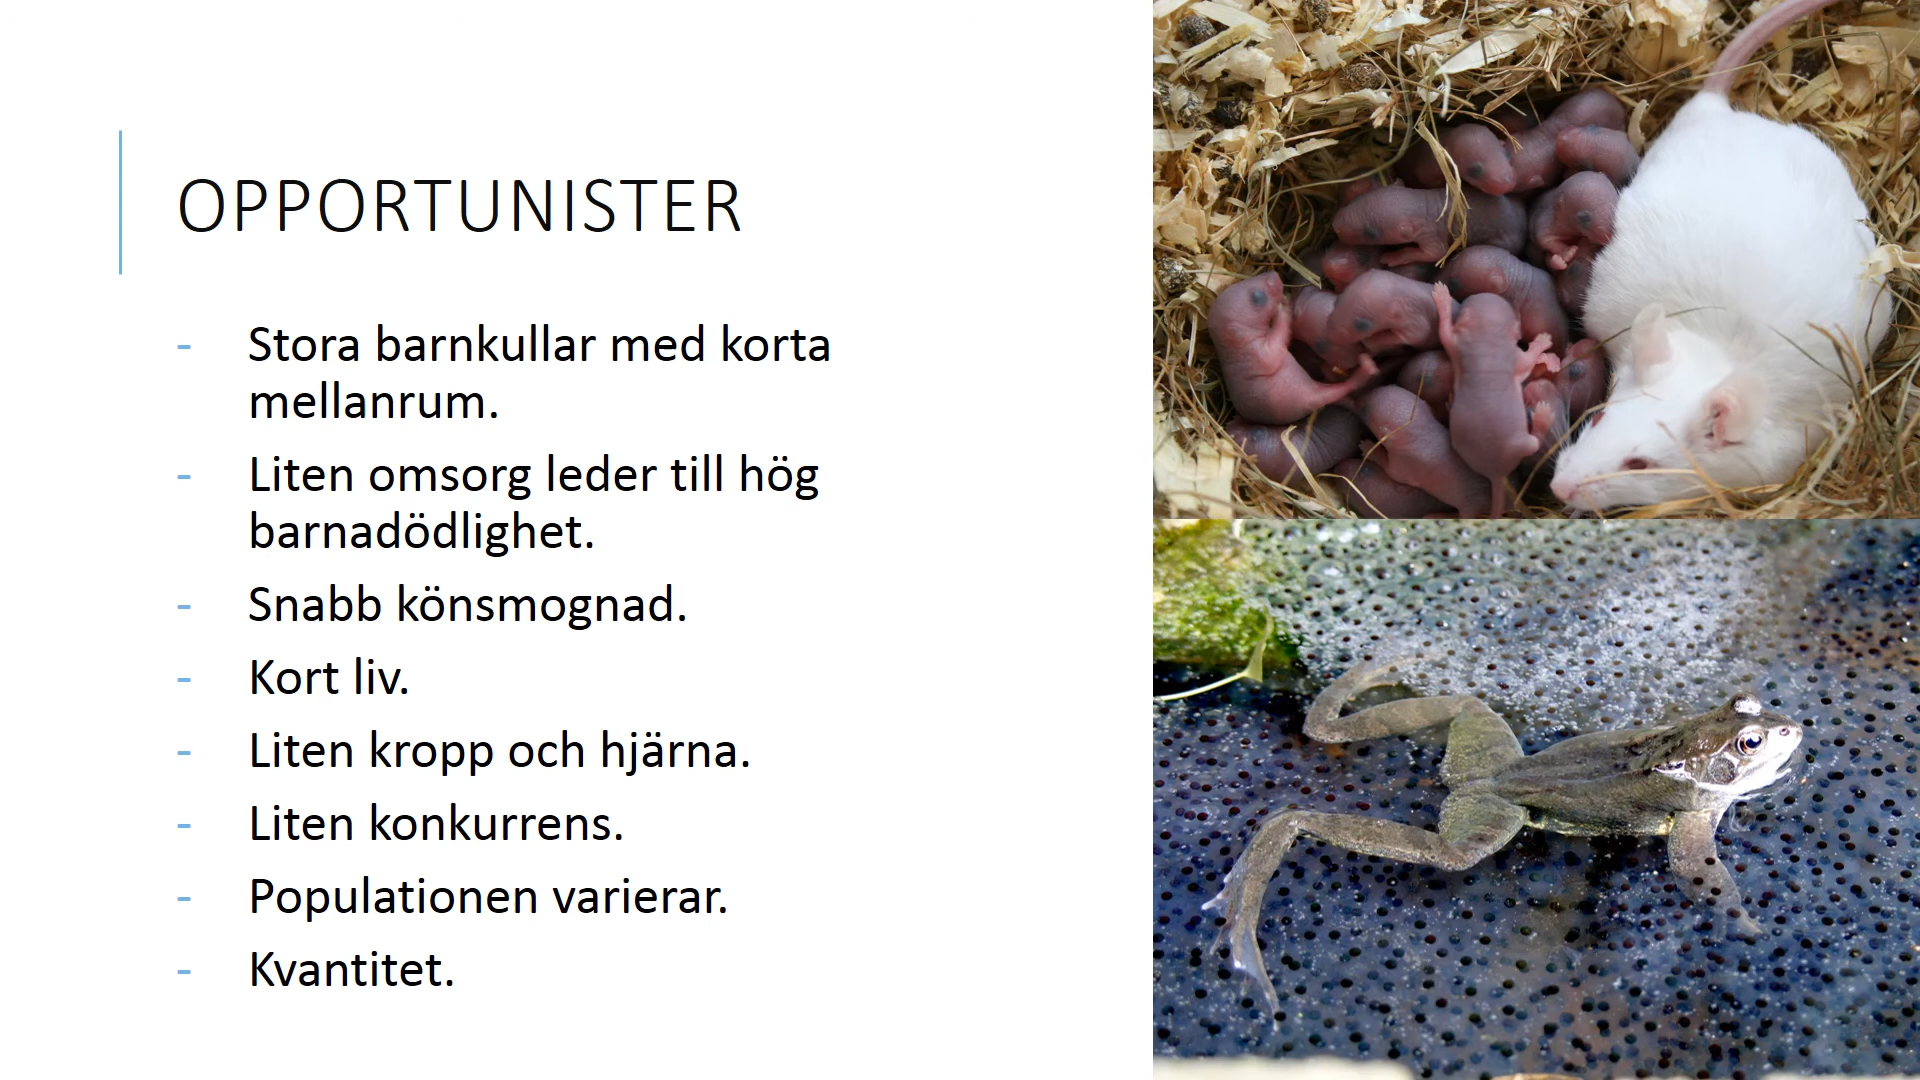 OPPORTUNISTER
- Stora barnkullar med korta
mellanrum.
- Liten omsorg leder till hög
barnadödlighet.
- Snabb könsmognad.
- Kort liv.
- Liten kropp och hjärna.
- Liten konkurrens.
- Populationen varierar.
- Kvantitet.